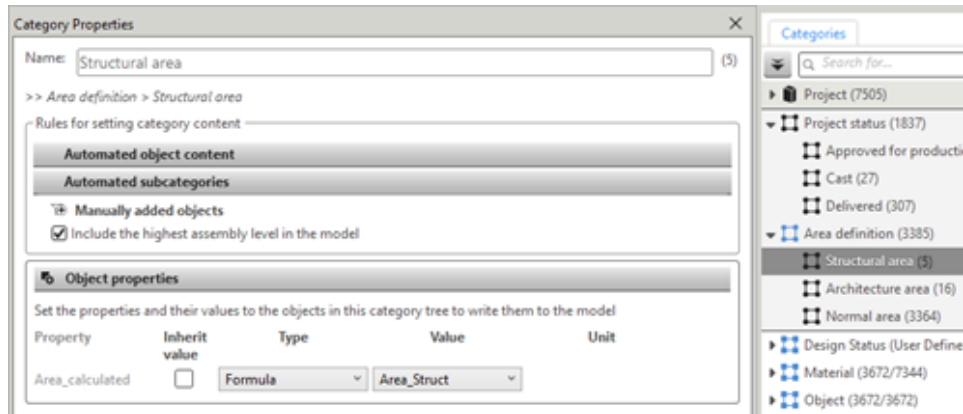 Category Properties
Name: Structural area (5)
>> Area definition > Structural area
Rules for setting category content
Automated object content
Automated subcategories
Manually added objects
Include the highest assembly level in the model
Object properties
Set the properties and their values to the objects in this category tree to write them to the model
Property Inherit value Type Value Unit
Area_calculated Formula Area_Struct
Categories
Search for...
Project (7505)
Project status (1837)
Approved for
Cast (27)
Delivered (307)
Area definition (3385)
Structural area (5)
Architecture area (16)
Normal area (3364)
Design Status (User
Material (3672/7344)
Object (3672/3672)